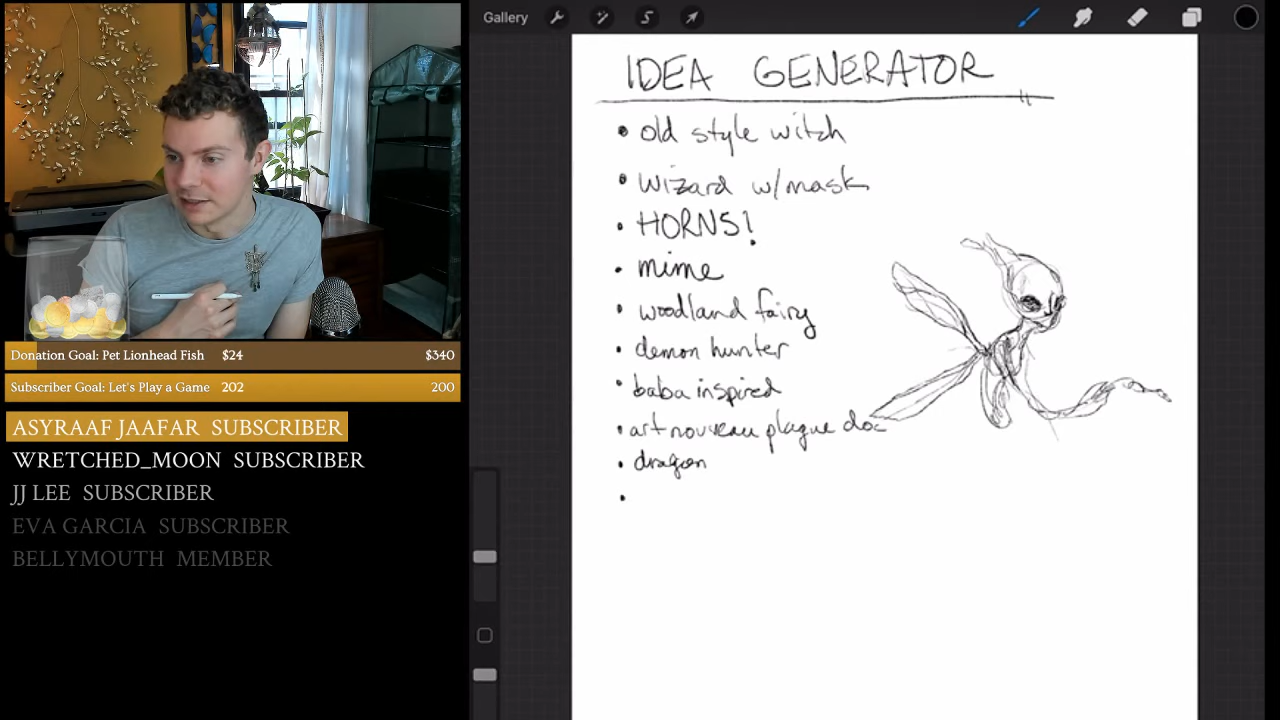 Gallery
IDEA GENERATOR
• old style witch
• wizard w/mask
• HORNS!
• mime
• woodland fairy
• demon hunter
• baba inspired
• art nouveau plague doc
• dragon
•
Donation Goal: Pet Lionhead Fish $24 $340
Subscriber Goal: Let's Play a Game 202 200
ASYRAAF JAAFAR SUBSCRIBER
WRETCHED_MOON SUBSCRIBER
JJ LEE SUBSCRIBER
EVA GARCIA SUBSCRIBER
BELLYMOUTH MEMBER